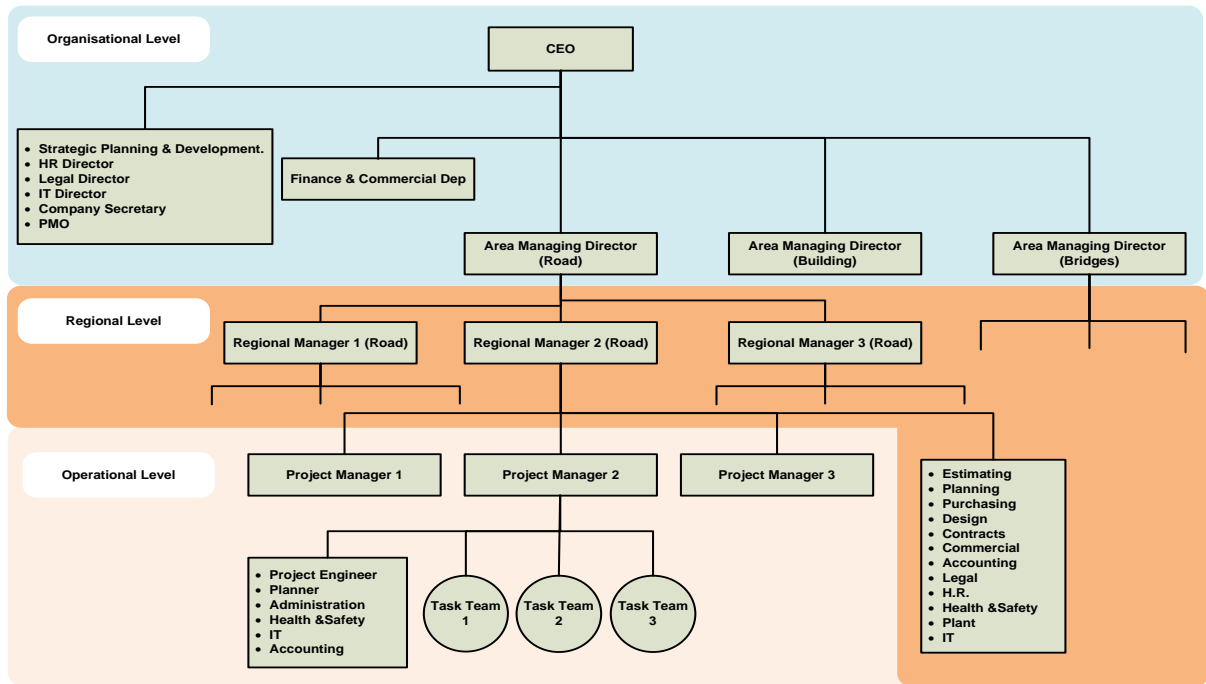 Organisational Level
CEO
• Strategic Planning & Development.
• HR Director
• Legal Director
• IT Director
• Company Secretary
• PMO
Finance & Commercial Dep
Area Managing Director
(Road)
Area Managing Director
(Building)
Area Managing Director
(Bridges)
Regional Level
Regional Manager 1 (Road)
Regional Manager 2 (Road)
Regional Manager 3 (Road)
Operational Level
Project Manager 1
Project Manager 2
Project Manager 3
• Estimating
• Planning
• Purchasing
• Design
• Contracts
• Commercial
• Accounting
• Legal
• H.R.
• Health &Safety
• Plant
• IT
• Project Engineer
• Planner
• Administration
• Health &Safety
• IT
• Accounting
Task Team
1
Task Team
2
Task Team
3